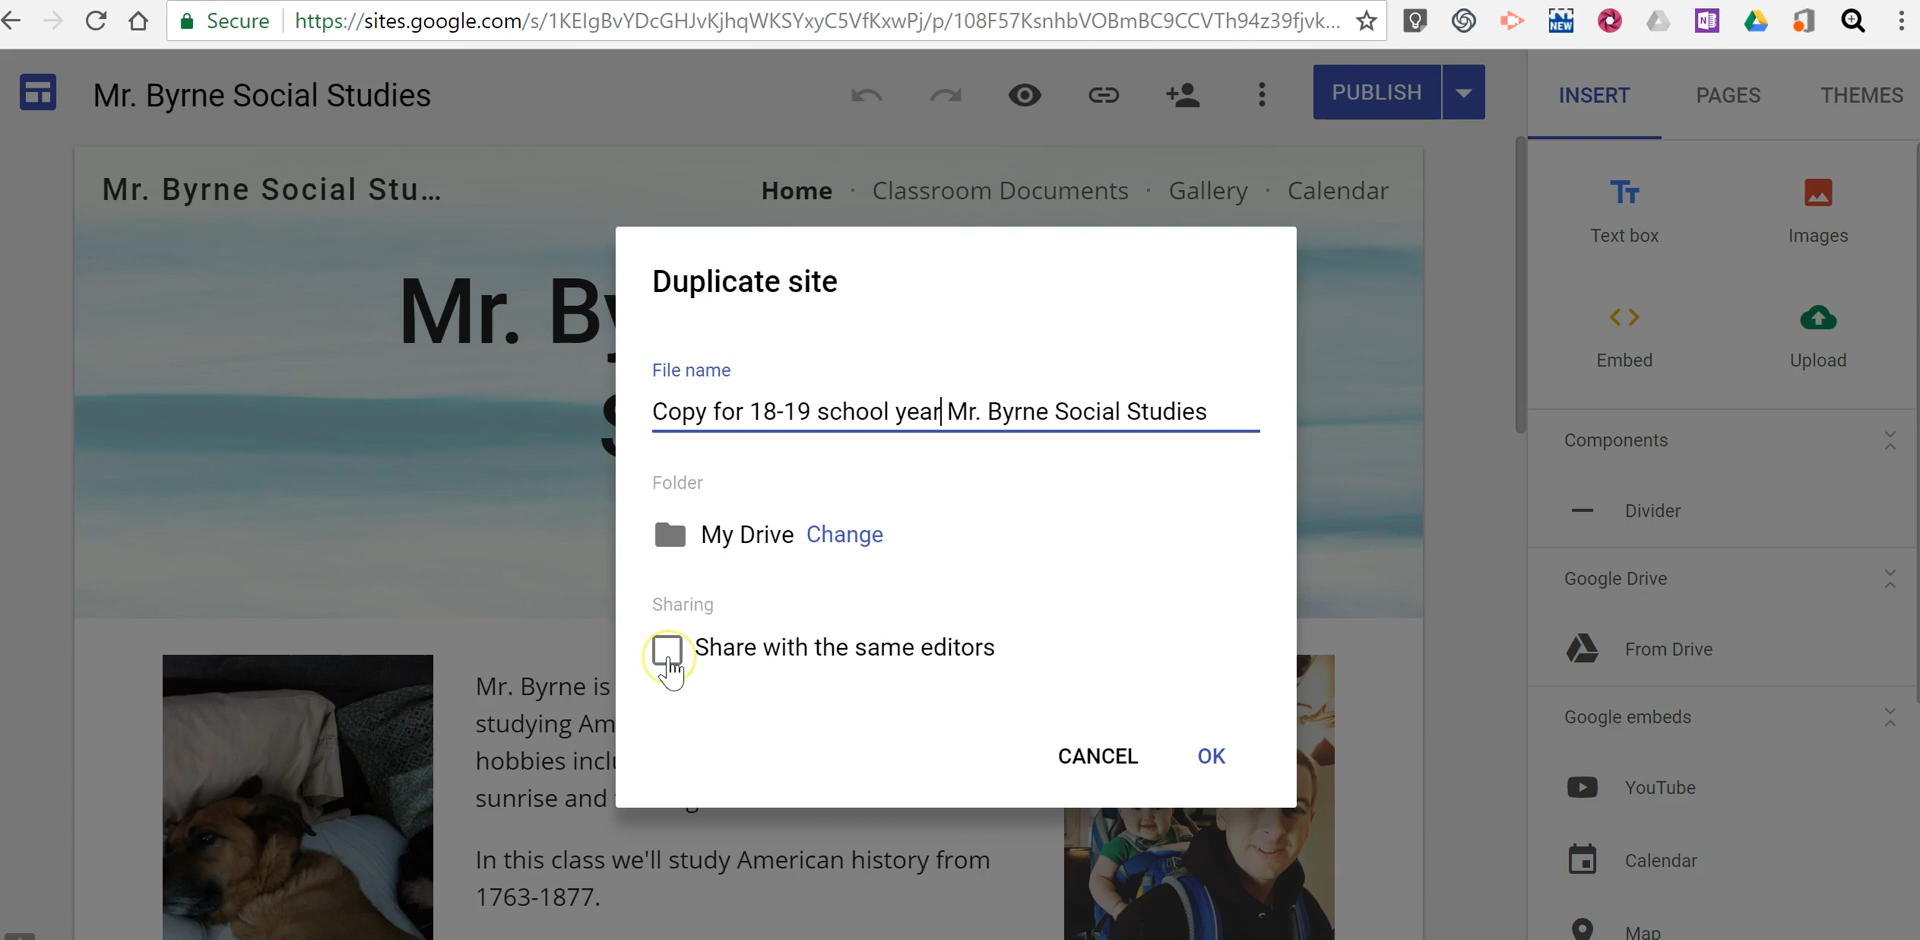 Secure
https://sites.google.com/s/1KEIgBvYDcGHJvKjhqWKSYxyC5VfKxwPj/p/108F57KsnhbVOBmBC9CCVTh94z39fjvk...
NEW
N
Mr. Byrne Social Studies
PUBLISH
INSERT
PAGES
THEMES
Mr. Byrne Social Stu...
Home · Classroom Documents · Gallery · Calendar
Tт
Text box
Images
Mr. By
S
Embed
Upload
Duplicate site
File name
Copy for 18-19 school year Mr. Byrne Social Studies
Folder
My Drive Change
Sharing
Share with the same editors
CANCEL
OK
Components
Divider
Google Drive
From Drive
Google embeds
YouTube
Calendar
Map
Mr. Byrne is
studying Am
hobbies inclu
sunrise and
In this class we'll study American history from
1763-1877.